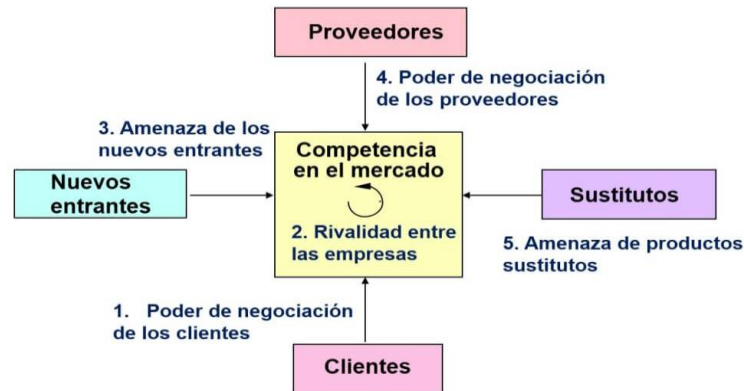 Proveedores
4. Poder de negociación
de los proveedores
3. Amenaza de los
nuevos entrantes
Competencia
en el mercado
Nuevos
entrantes
Sustitutos
2. Rivalidad entre
las empresas
5. Amenaza de productos
sustitutos
1. Poder de negociación
de los clientes
Clientes